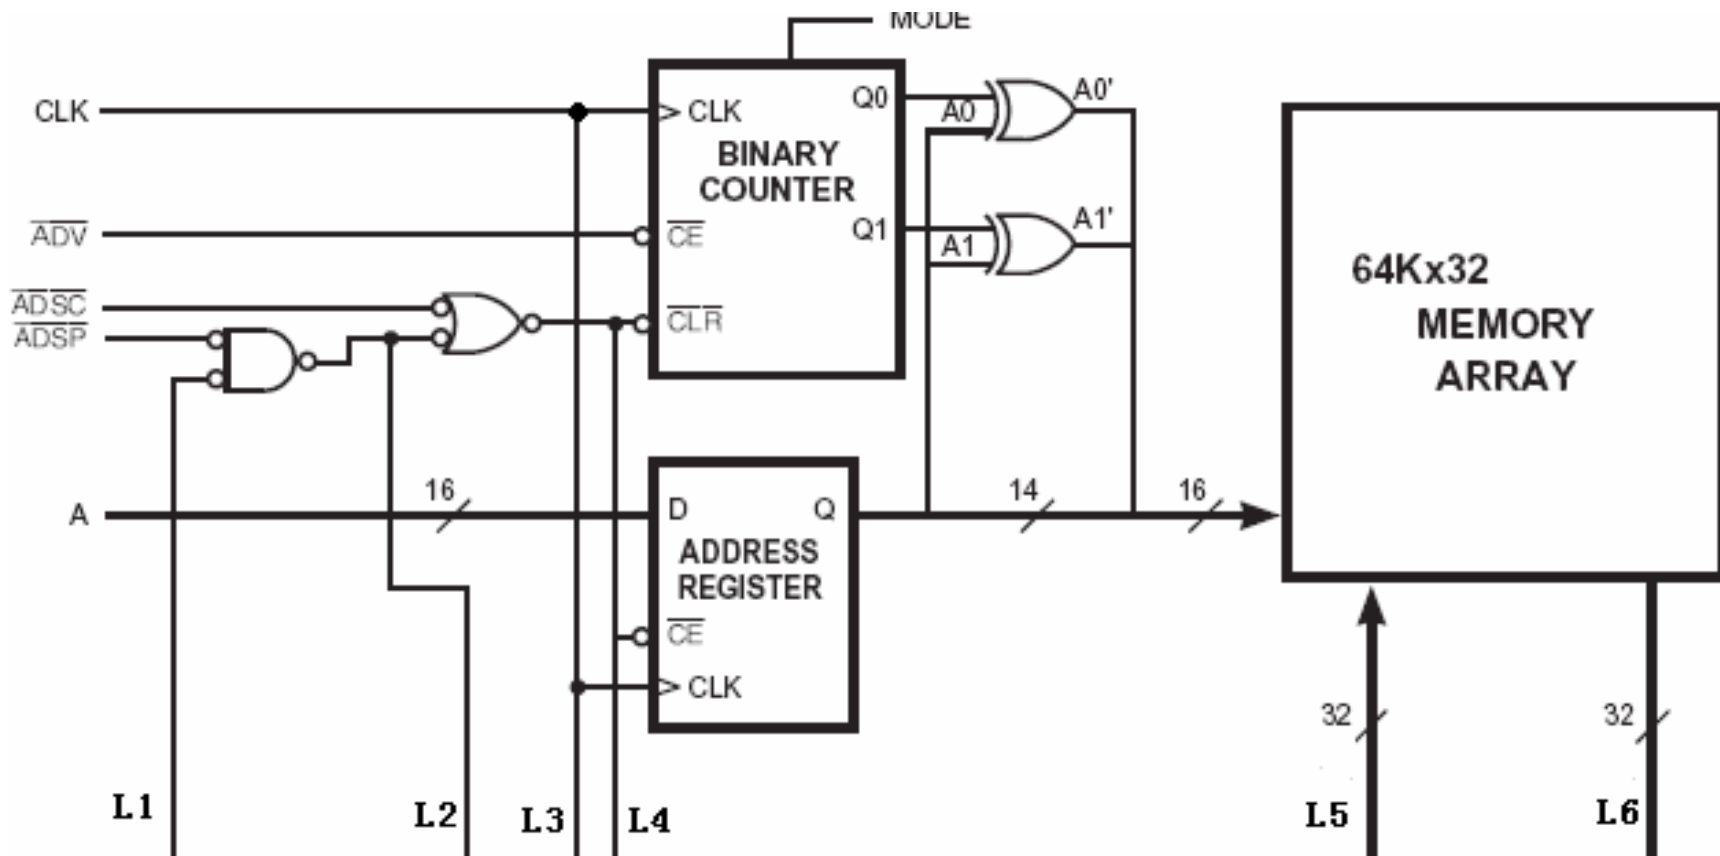 MODE
CLK
CLK
Q0
A0
A0'
BINARY
COUNTER
ADV
CE
Q1
A1
A1'
ADSC
ADSP
CLR
64Kx32
MEMORY
ARRAY
A
16
D
Q
14
16
ADDRESS
REGISTER
CE
CLK
32
32
L1
L2
L3
L4
L5
L6